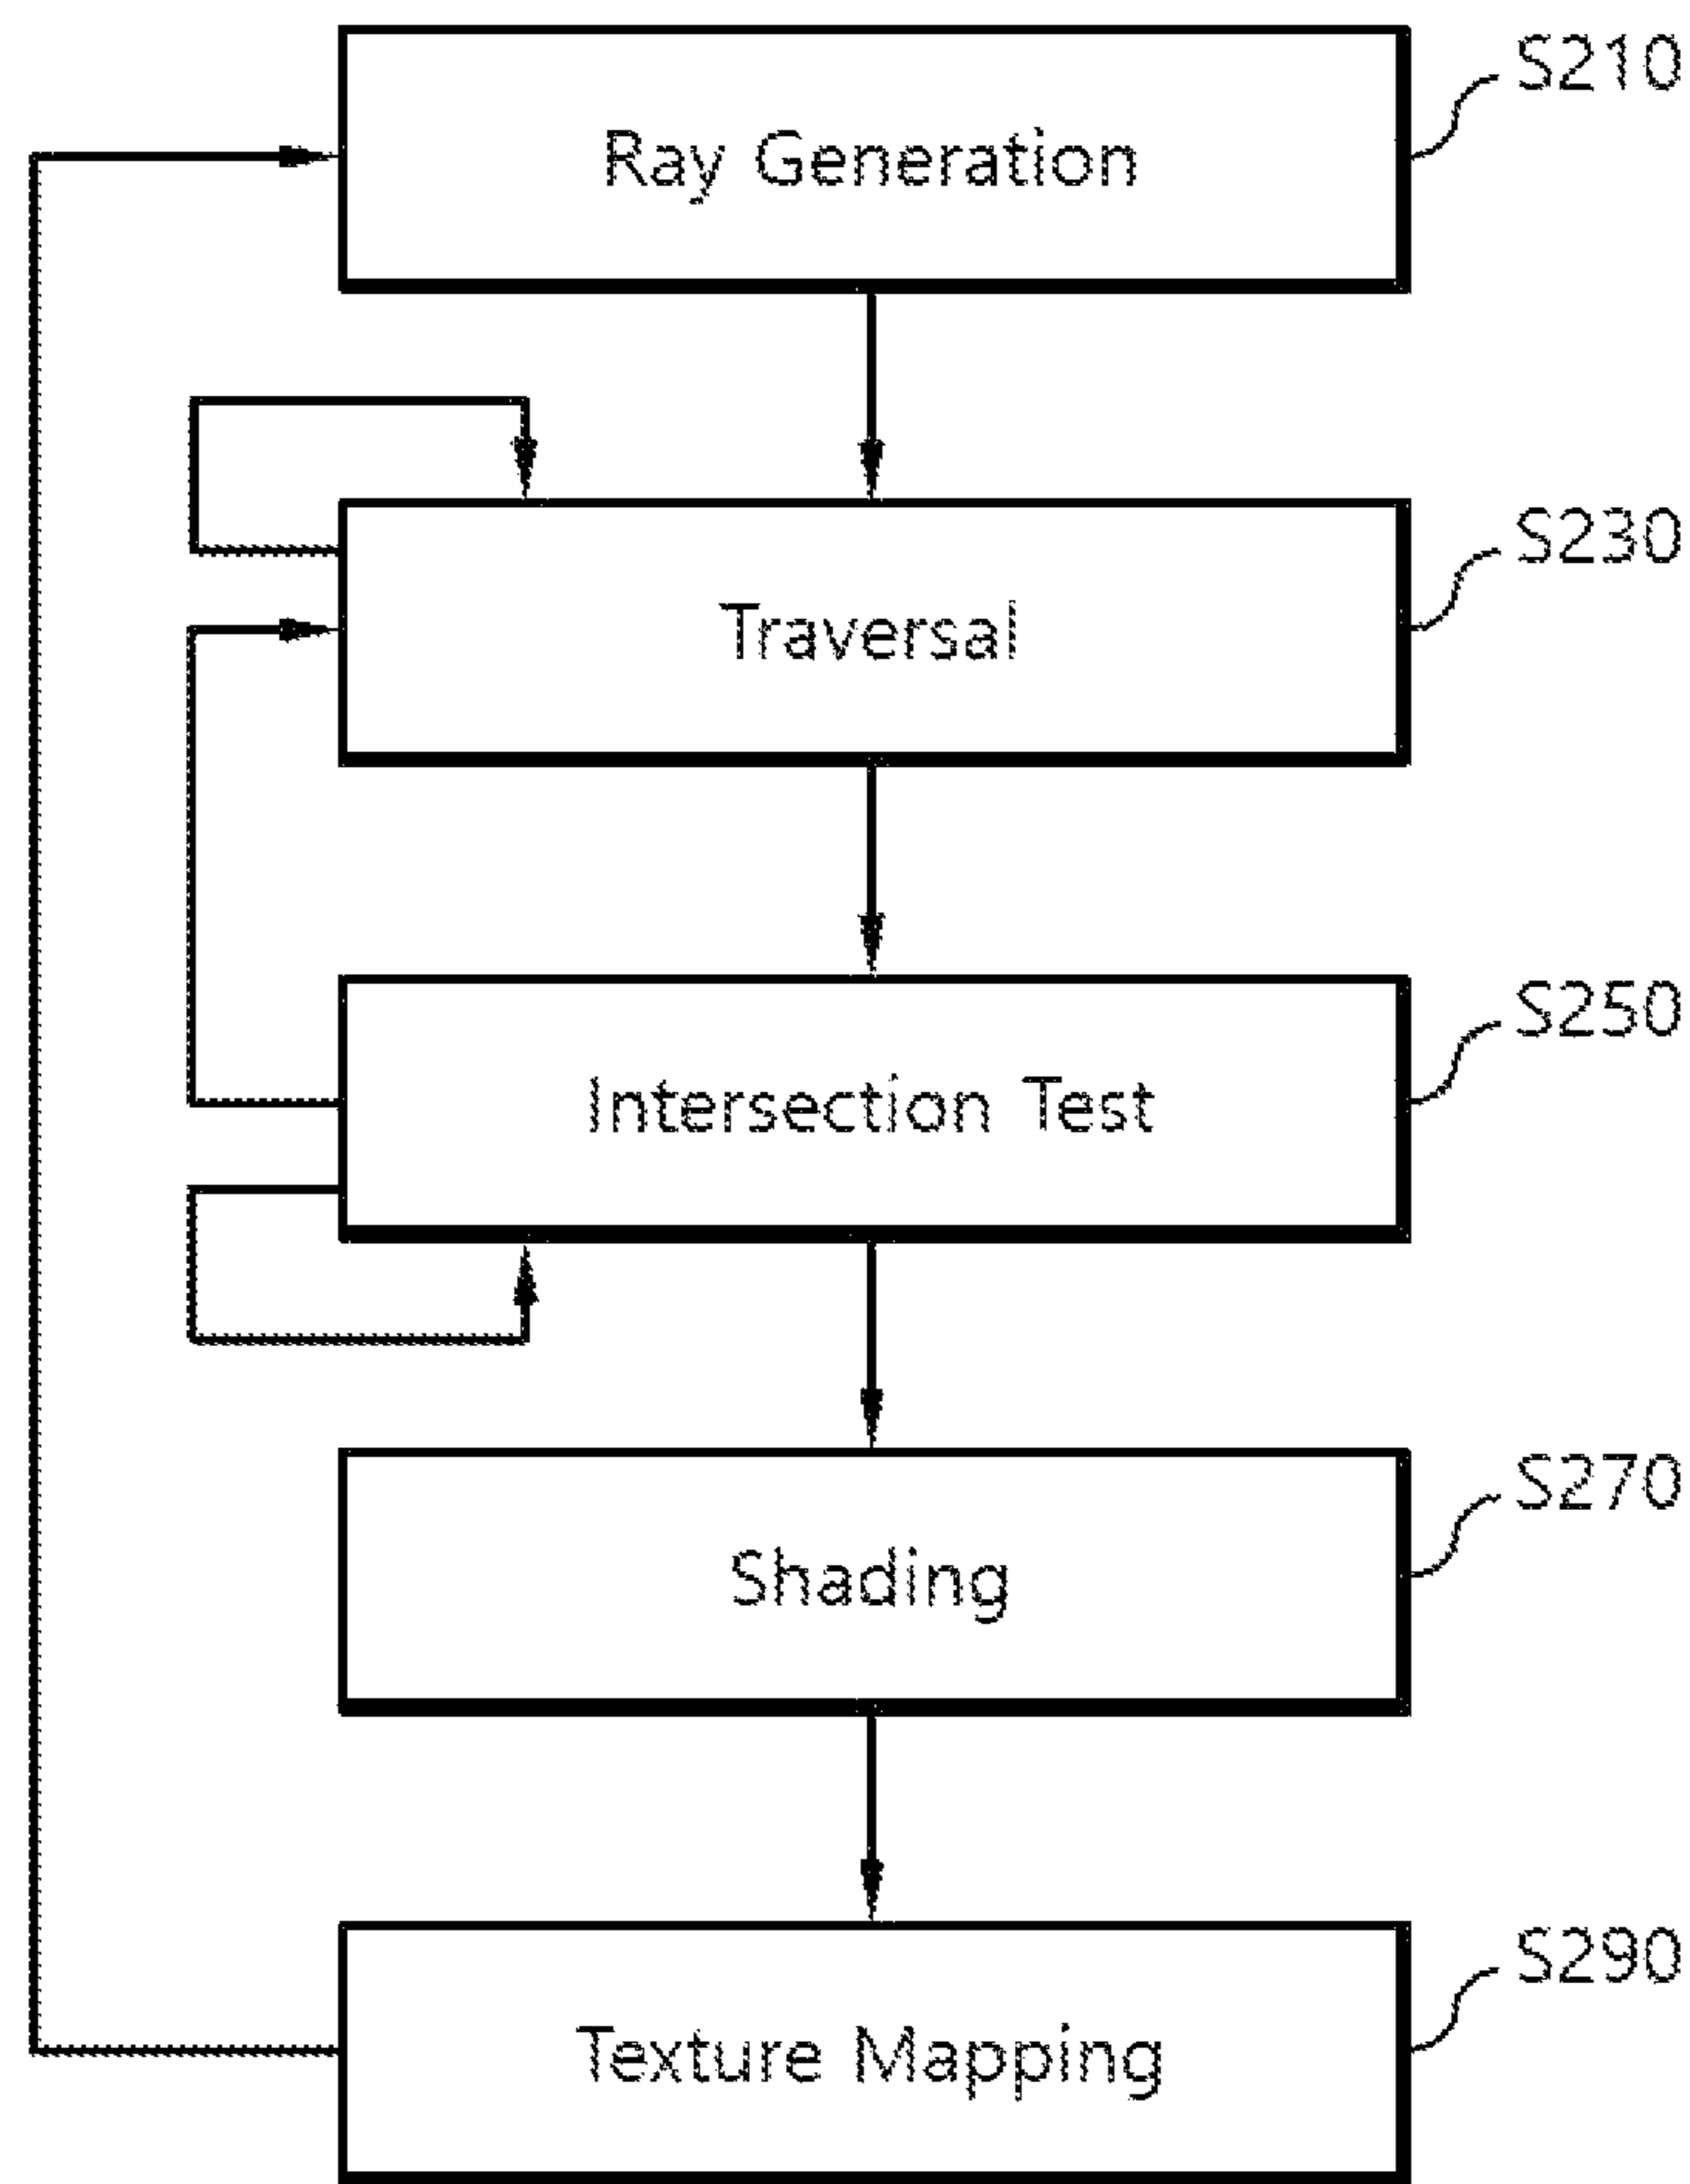 S210
Ray Generation
S230
Traversal
S250
Intersection Test
S270
Shading
S290
Texture Mapping